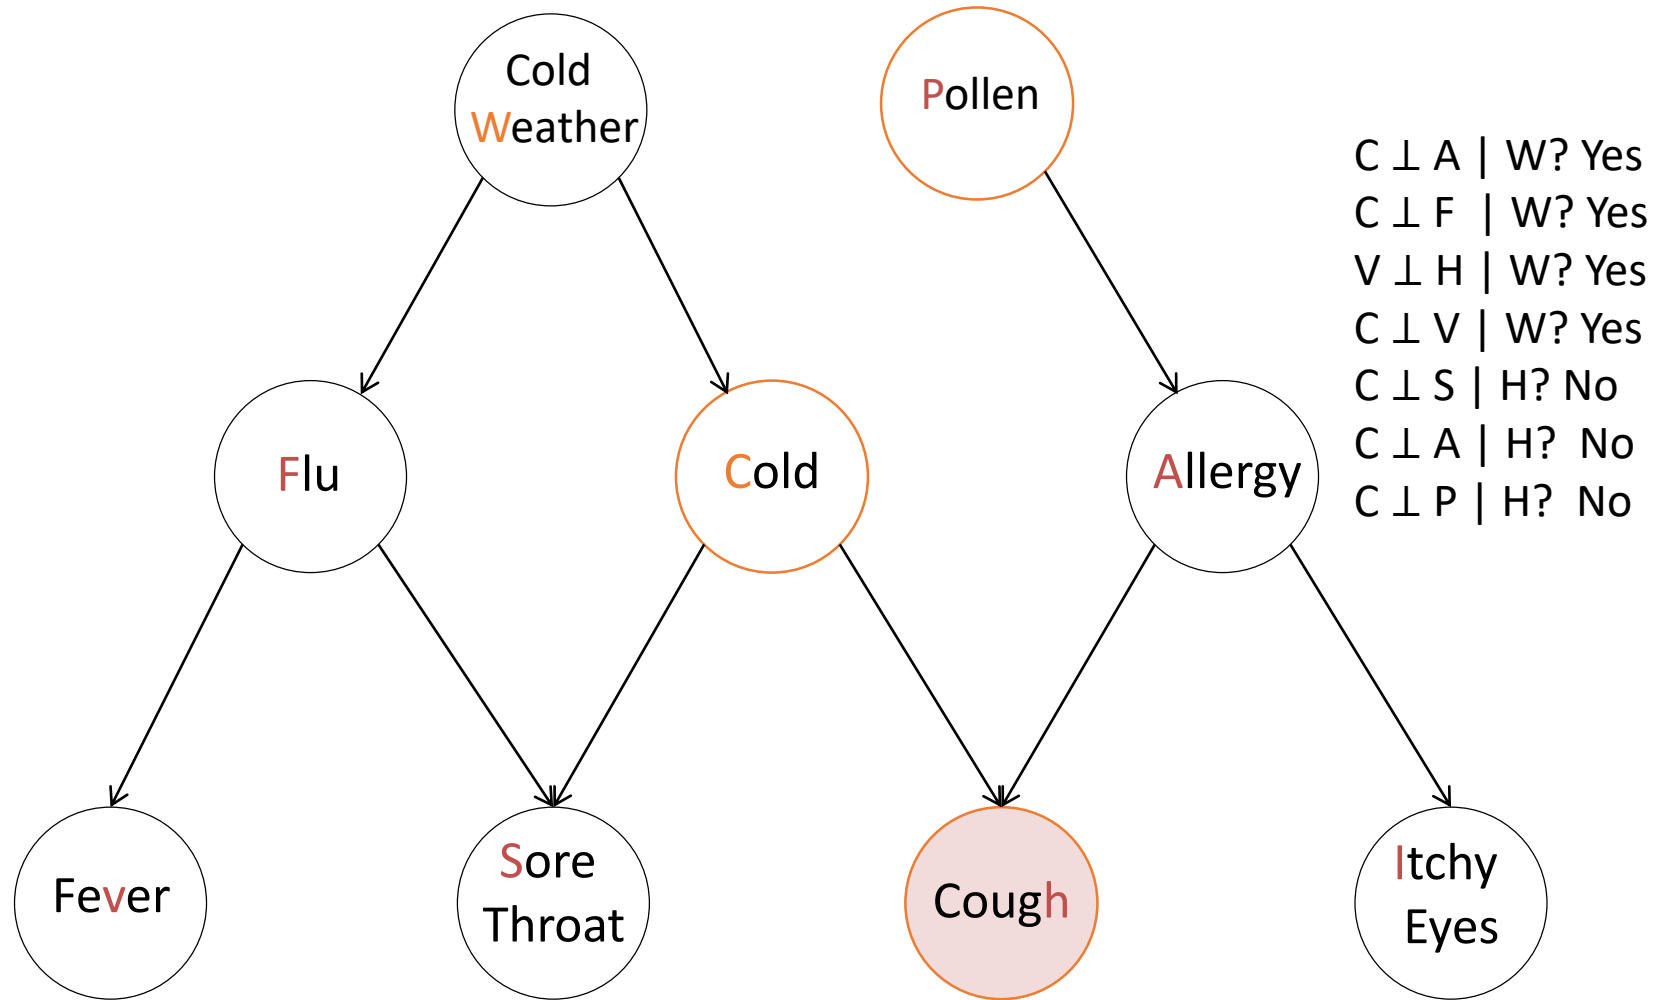 Cold
Weather
Pollen
C ⊥ A | W? Yes
C ⊥ F | W? Yes
V ⊥ H | W? Yes
C ⊥ V | W? Yes
C ⊥ S | H? No
C ⊥ A | H? No
C ⊥ P | H? No
Flu
Cold
Allergy
Fever
Sore
Throat
Cough
Itchy
Eyes